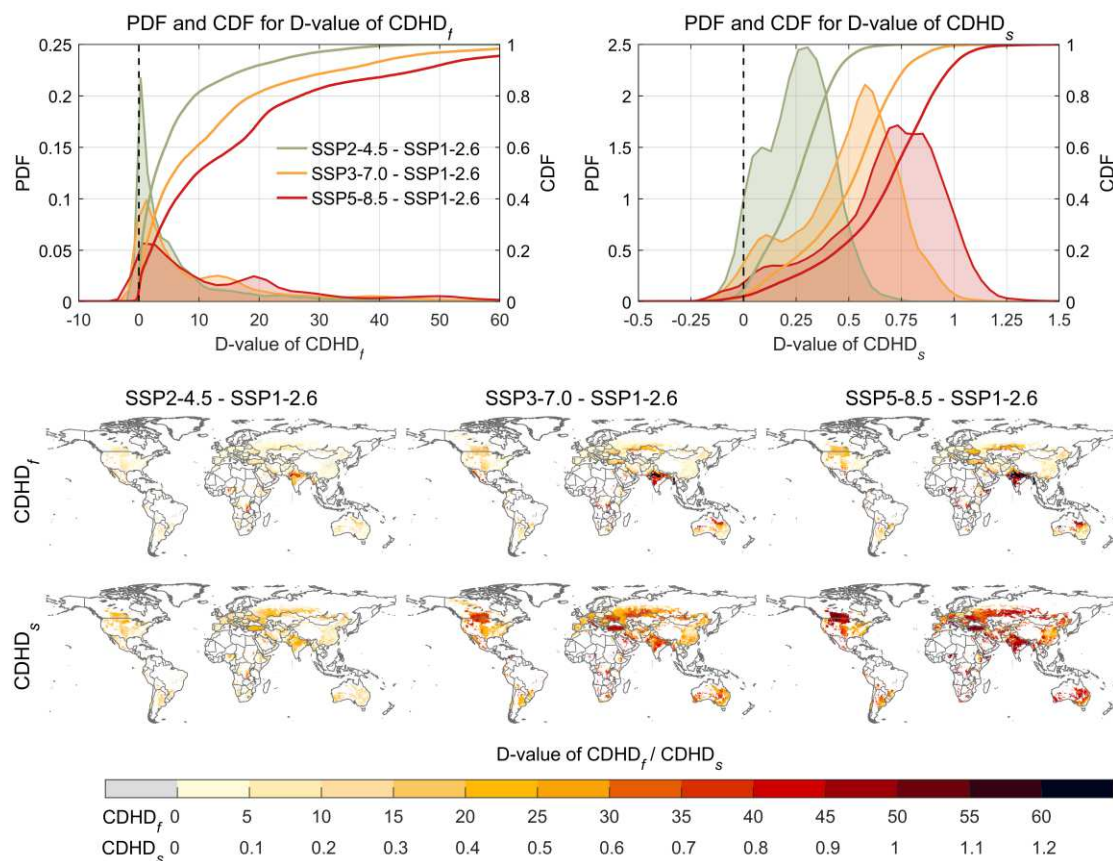 PDF and CDF for D-value of CDHD_f
0.25
0.2
0.15
0.1
0.05
0
PDF
1
0.8
0.6
0.4
0.2
0
CDF
SSP2-4.5 - SSP1-2.6
SSP3-7.0 - SSP1-2.6
SSP5-8.5 - SSP1-2.6
-10 0 10 20 30 40 50 60
D-value of CDHD_f
PDF and CDF for D-value of CDHD_s
2.5
2
1.5
1
0.5
0
PDF
1
0.8
0.6
0.4
0.2
0
CDF
-0.5 -0.25 0 0.25 0.5 0.75 1 1.25 1.5
D-value of CDHD_s
SSP2-4.5 - SSP1-2.6 SSP3-7.0 - SSP1-2.6 SSP5-8.5 - SSP1-2.6
CDHD_f
CDHD_s
D-value of CDHD_f / CDHD_s
CDHD_f 0 5 10 15 20 25 30 35 40 45 50 55 60
CDHD_s 0 0.1 0.2 0.3 0.4 0.5 0.6 0.7 0.8 0.9 1 1.1 1.2